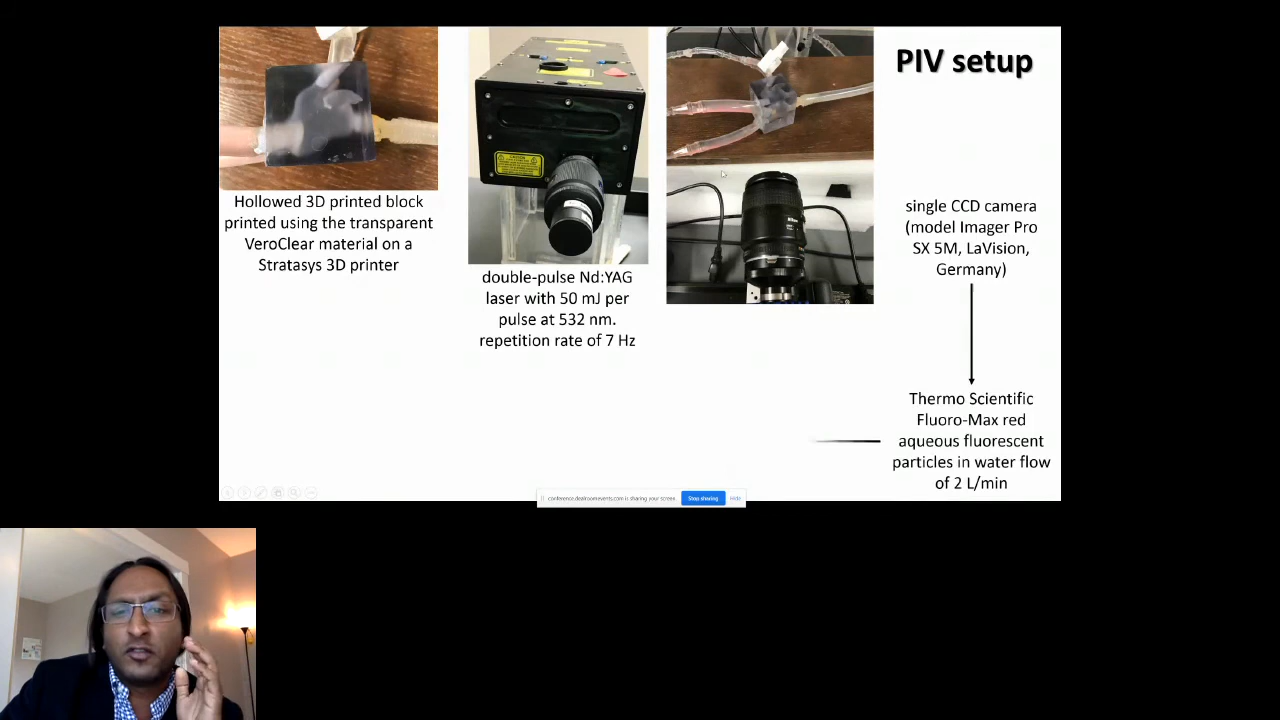 PIV setup
Hollowed 3D printed block
printed using the transparent
VeroClear material on a
Stratasys 3D printer
double-pulse Nd:YAG
laser with 50 mJ per
pulse at 532 nm.
repetition rate of 7 Hz
single CCD camera
(model Imager Pro
SX 5M, LaVision,
Germany)
Thermo Scientific
Fluoro-Max red
aqueous fluorescent
particles in water flow
of 2 L/min
conference.dealroomevents.com is sharing your screen.
Stop sharing
Hide